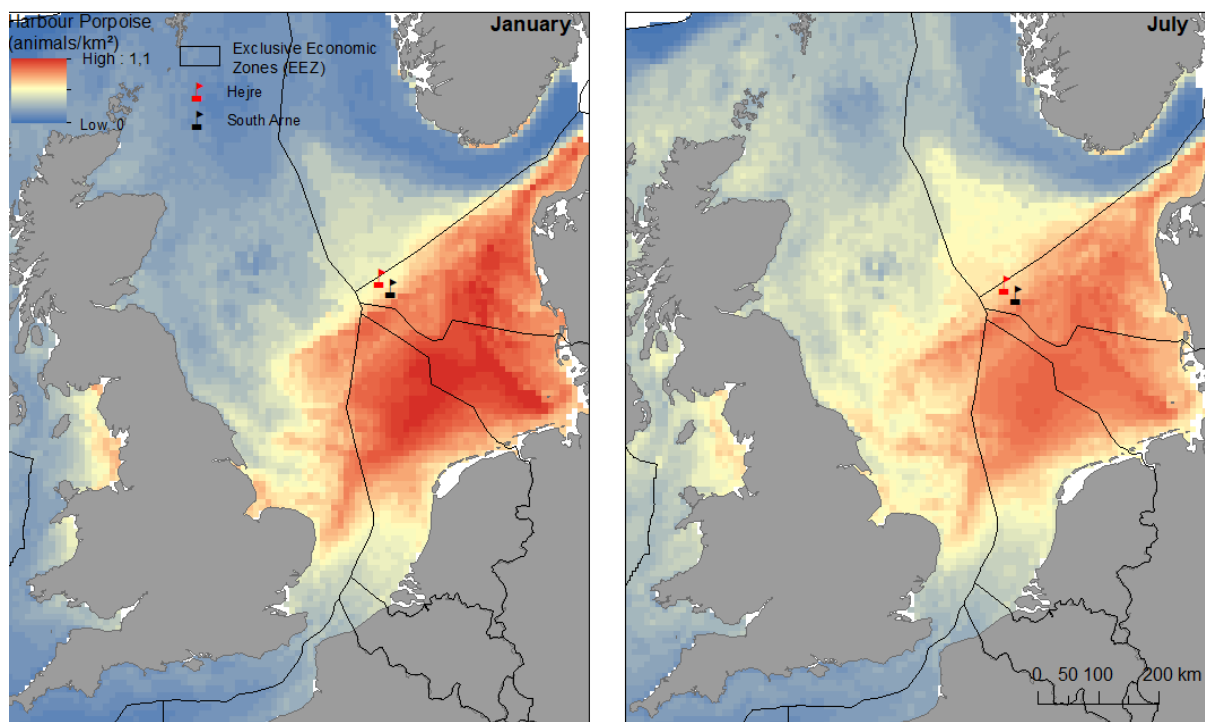 Harbour Porpoise
(animals/km²)
High : 1,1
Low :0
Exclusive Economic
Zones (EEZ)
Hejre
South Arne
January
July
0 50 100 200 km